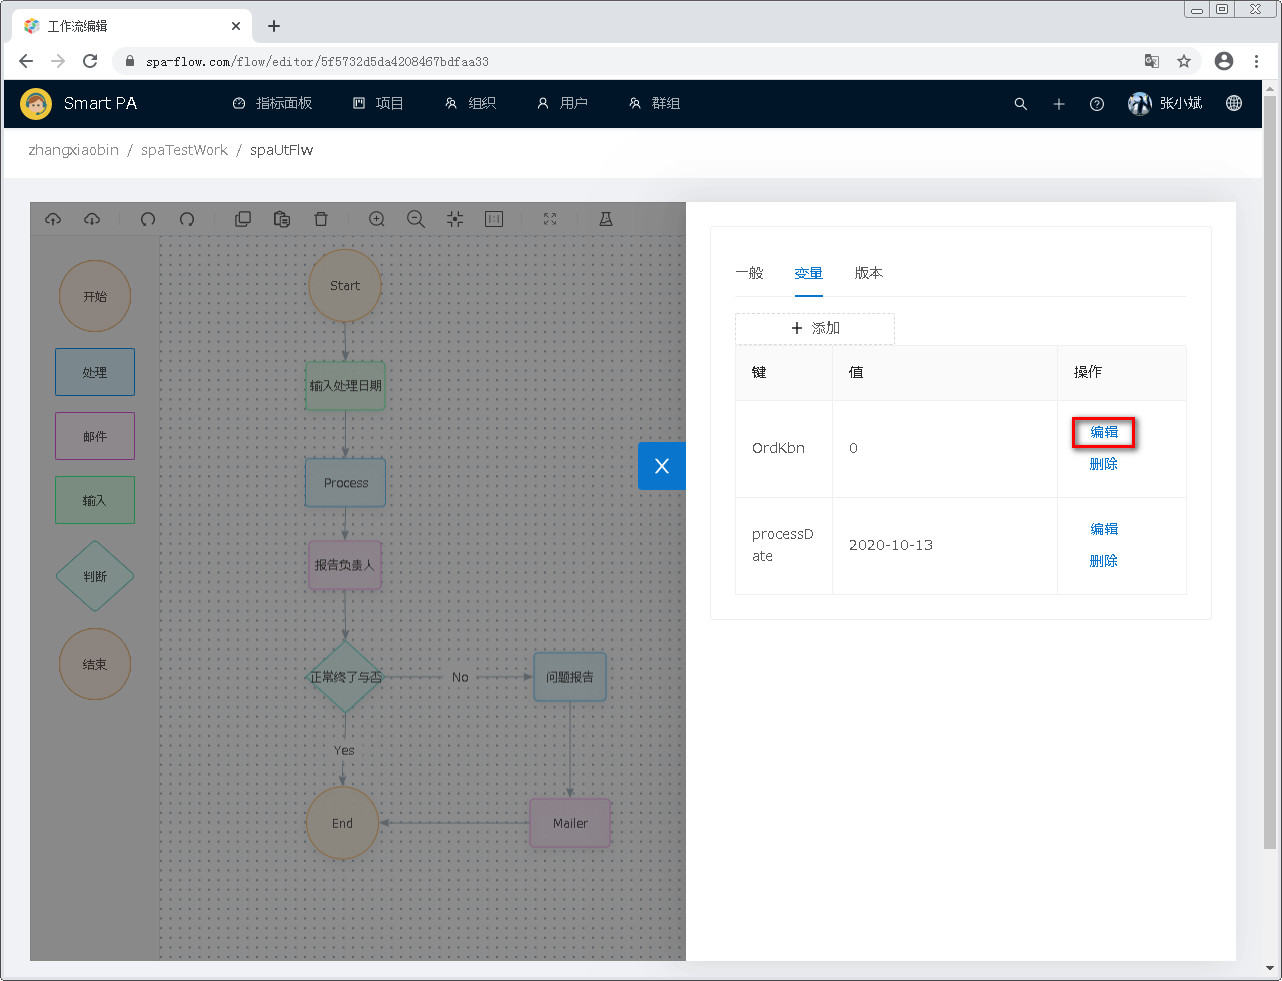 工作流编辑
spa-flow.com/flow/editor/5f5732d5da4208467bdfaa33
Smart PA 指标面板 项目 组织 用户 群组 张小斌
zhangxiaobin / spaTestWork / spaUtFlw
开始
处理
邮件
输入
判断
结束
Start
输入处理日期
Process
报告负责人
正常终了与否
No
问题报告
Yes
End
Mailer
X
一般 变量 版本
+ 添加
键 值 操作
OrdKbn 0 编辑
删除
processD
ate
2020-10-13 编辑
删除